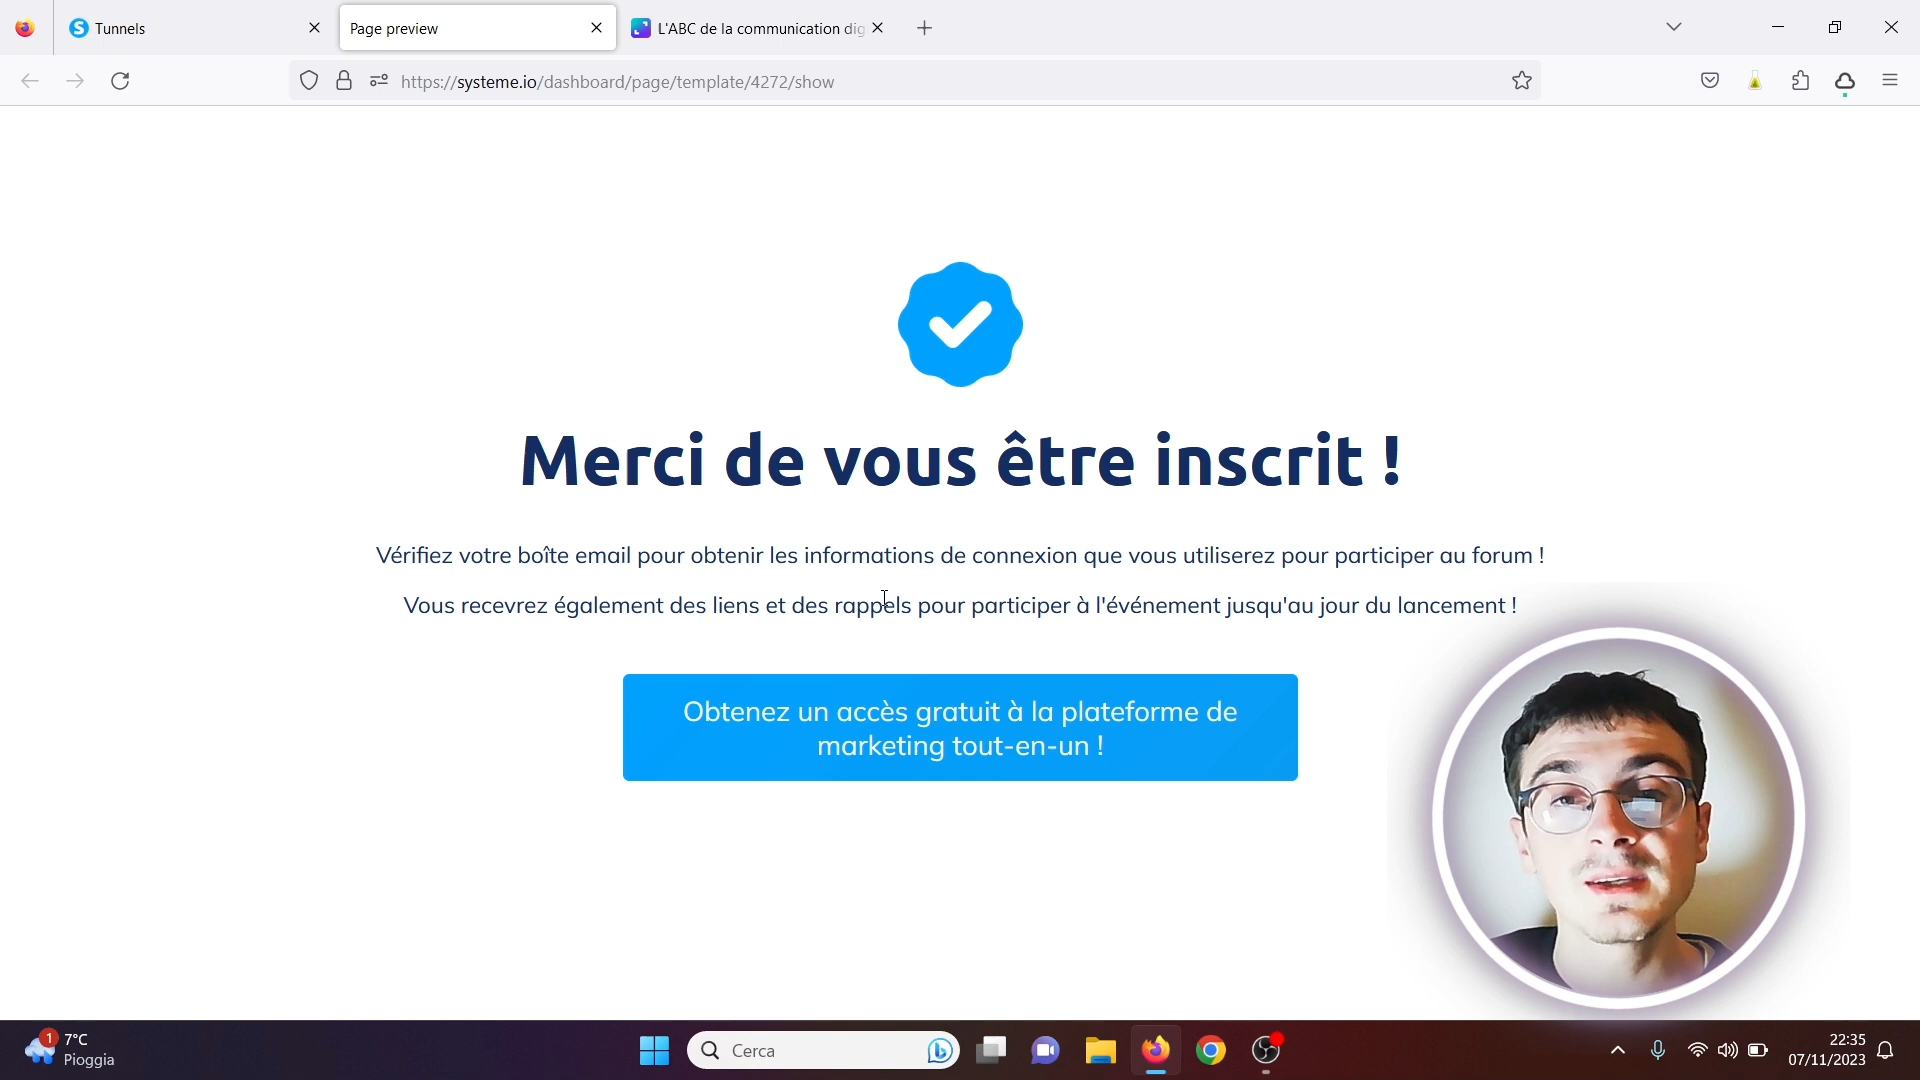 Tunnels
Page preview
L'ABC de la communication dig
https://systeme.io/dashboard/page/template/4272/show
Merci de vous être inscrit !
Vérifiez votre boîte email pour obtenir les informations de connexion que vous utiliserez pour participer au forum !
Vous recevrez également des liens et des rappels pour participer à l'événement jusqu'au jour du lancement !
Obtenez un accès gratuit à la plateforme de
marketing tout-en-un !
1
7°C
Pioggia
Cerca
22:35
07/11/2023